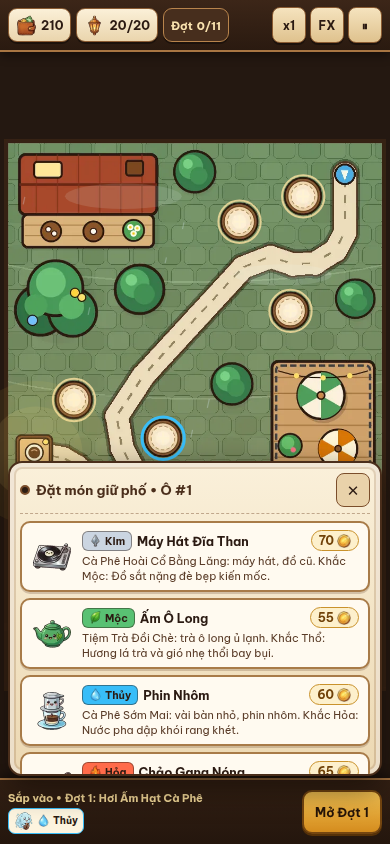 210
20/20
Đợt 0/11
x1
FX
Đặt món giữ phố • Ô #1
Kim
Máy Hát Đĩa Than
70
Cà Phê Hoài Cổ Bằng Lăng: máy hát, đồ cũ. Khắc
Mộc: Đồ sắt nặng đè bẹp kiến mốc.
Mộc
Ấm Ô Long
55
Tiệm Trà Đồi Chè: trà ô long ủ lạnh. Khắc Thổ:
Hương lá trà và gió nhẹ thổi bay bụi.
Thủy
Phin Nhôm
60
Cà Phê Sớm Mai: vài bàn nhỏ, phin nhôm. Khắc Hỏa:
Nước pha dập khói rang khét.
Hỏa
Chảo Gang Nóng
65
Sắp vào • Đợt 1: Hơi Ẩm Hạt Cà Phê
Thủy
Mở Đợt 1